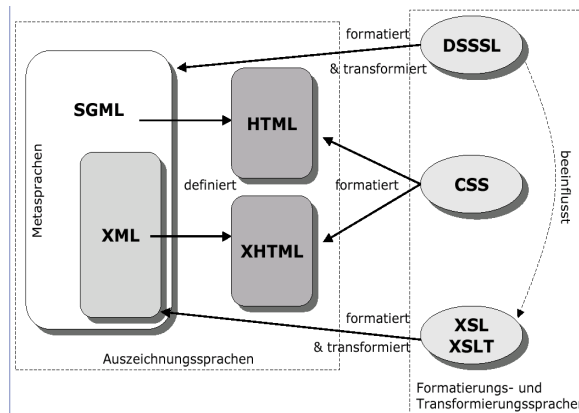 formatiert
& transformiert
DSSSL
SGML
HTML
Metasprachen
definiert
formatiert
CSS
beeinflusst
XML
XHTML
formatiert
& transformiert
XSL
XSLT
Auszeichnungssprachen
Formatierungs- und
Transformierungssprachen